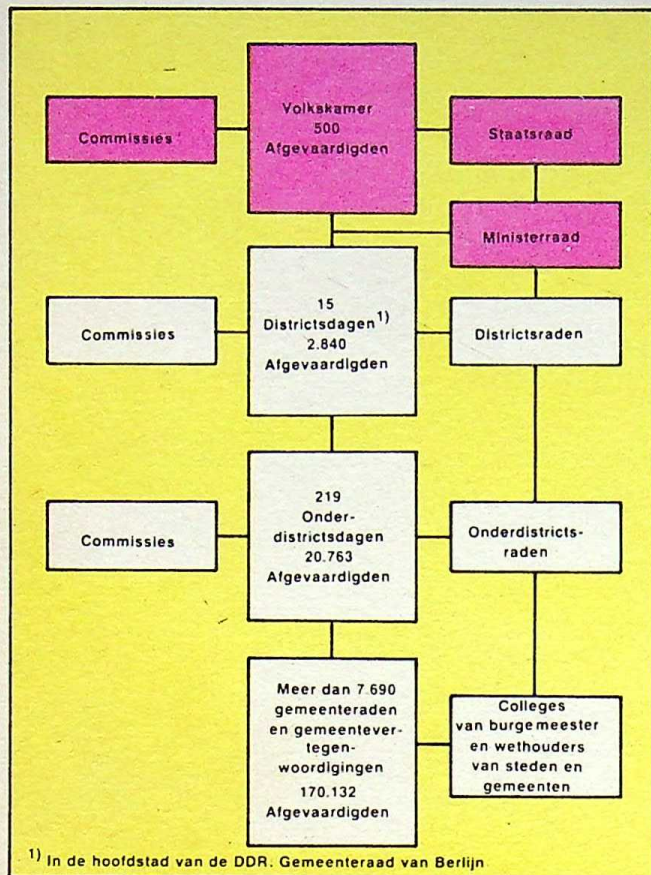 Commissies
Volkskamer
500
Afgevaardigden
Staatsraad
Ministerraad
Commissies
15
Districtsdagen 1)
2.840
Afgevaardigden
Districtsraden
Commissies
219
Onder-
districtsdagen
20.763
Afgevaardigden
Onderdistricts-
raden
Meer dan 7.690
gemeenteraden
en gemeentever-
tegen-
woordigingen
170.132
Afgevaardigden
Colleges
van burgemeester
en wethouders
van steden en
gemeenten
1) In de hoofdstad van de DDR. Gemeenteraad van Berlijn